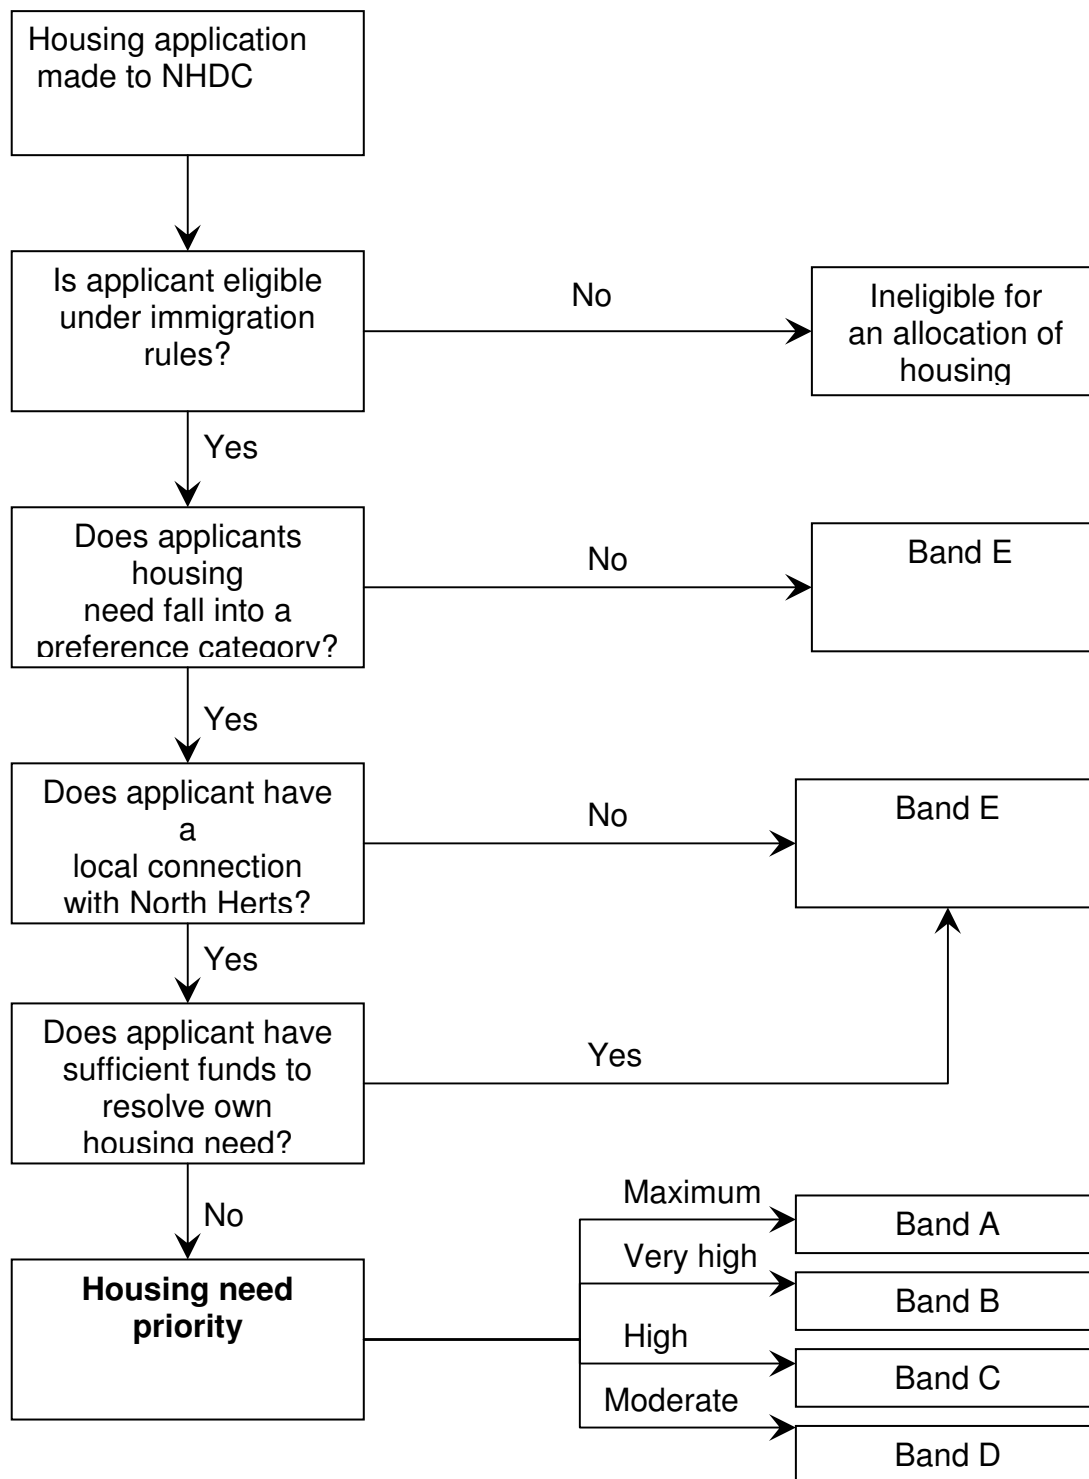 Housing application
made to NHDC
Is applicant eligible
under immigration
rules?
No
Ineligible for
an allocation of
housing
Yes
Does applicants
housing
need fall into a
preference category?
No
Band E
Yes
Does applicant have
a
local connection
with North Herts?
No
Band E
Yes
Does applicant have
sufficient funds to
resolve own
housing need?
Yes
No
Housing need
priority
Maximum
Band A
Very high
Band B
High
Band C
Moderate
Band D